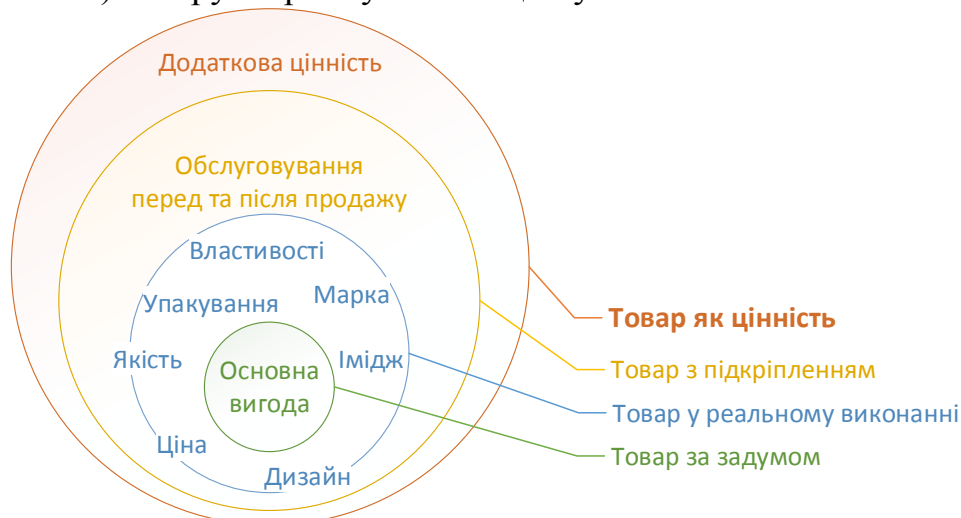 Додаткова цінність
Обслуговування
перед та після продажу
Властивості
Упакування
Марка
Якість
Імідж
Основна
вигода
Ціна
Дизайн
Товар як цінність
Товар з підкріпленням
Товар у реальному виконанні
Товар за задумом